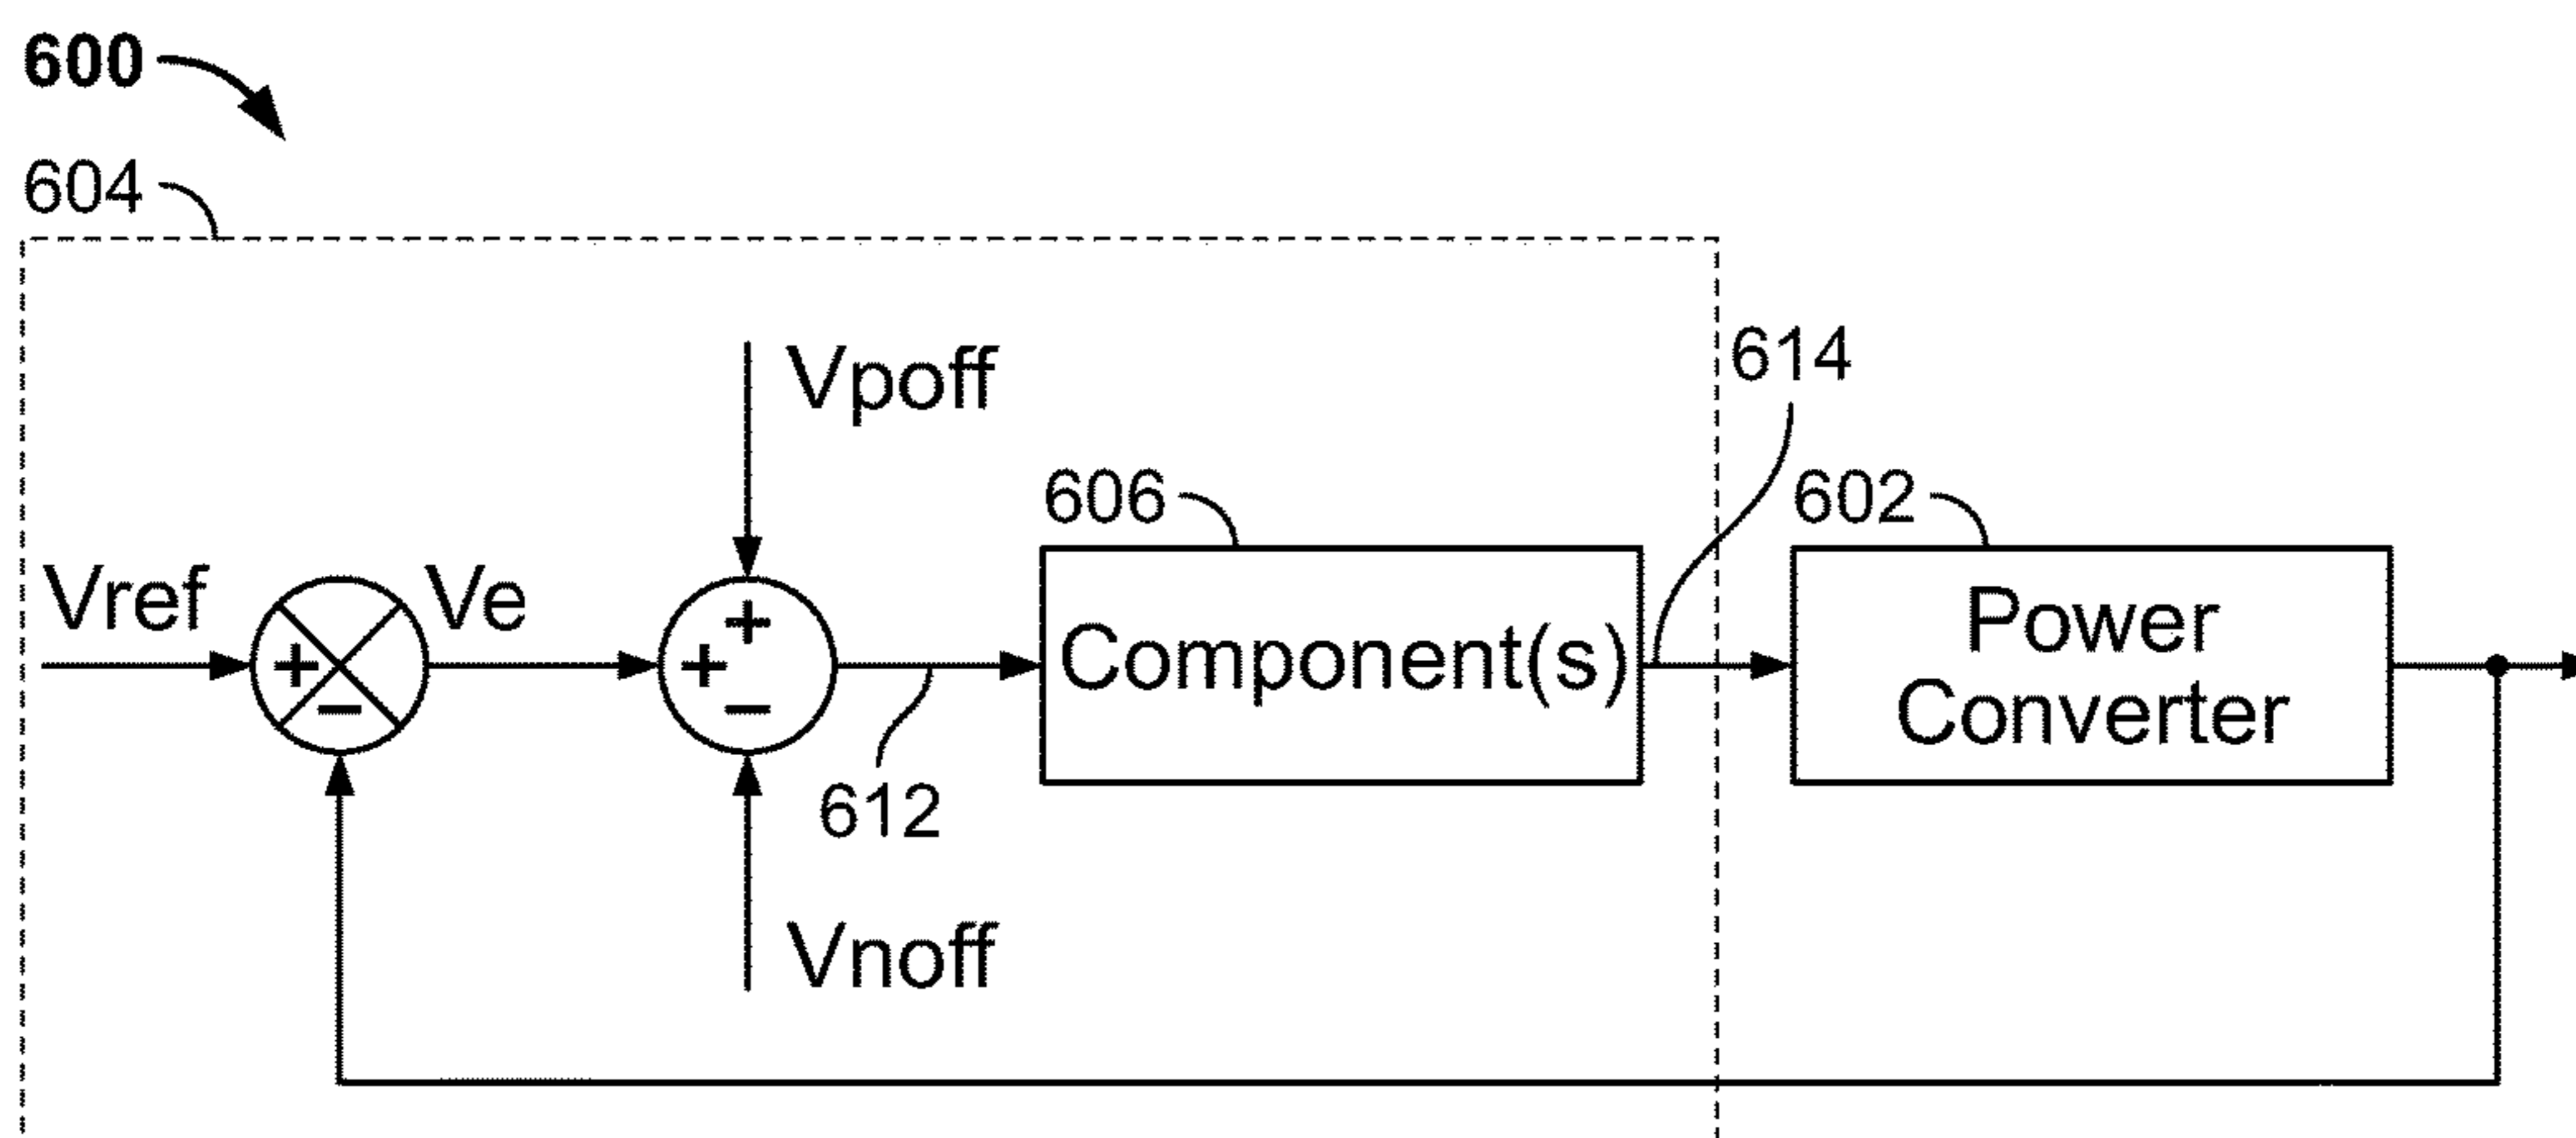 600
604
Vpoff
614
606
602
Vref
Ve
+
+
+
−
−
Component(s)
Power
Converter
612
Vnoff